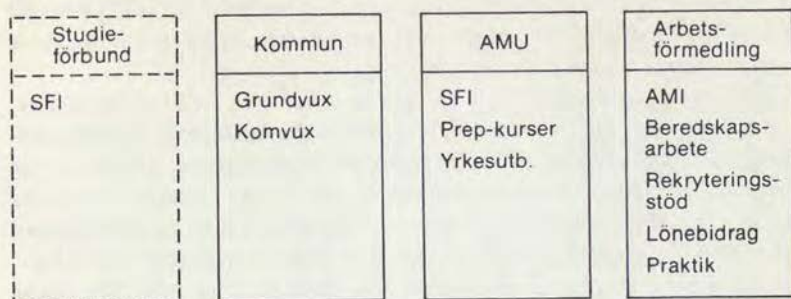 Studie-
förbund
SFI
Kommun
Grundvux
Komvux
AMU
SFI
Prep-kurser
Yrkesutb.
Arbets-
förmedling
AMI
Beredskaps-
arbete
Rekryterings-
stöd
Lönebidrag
Praktik